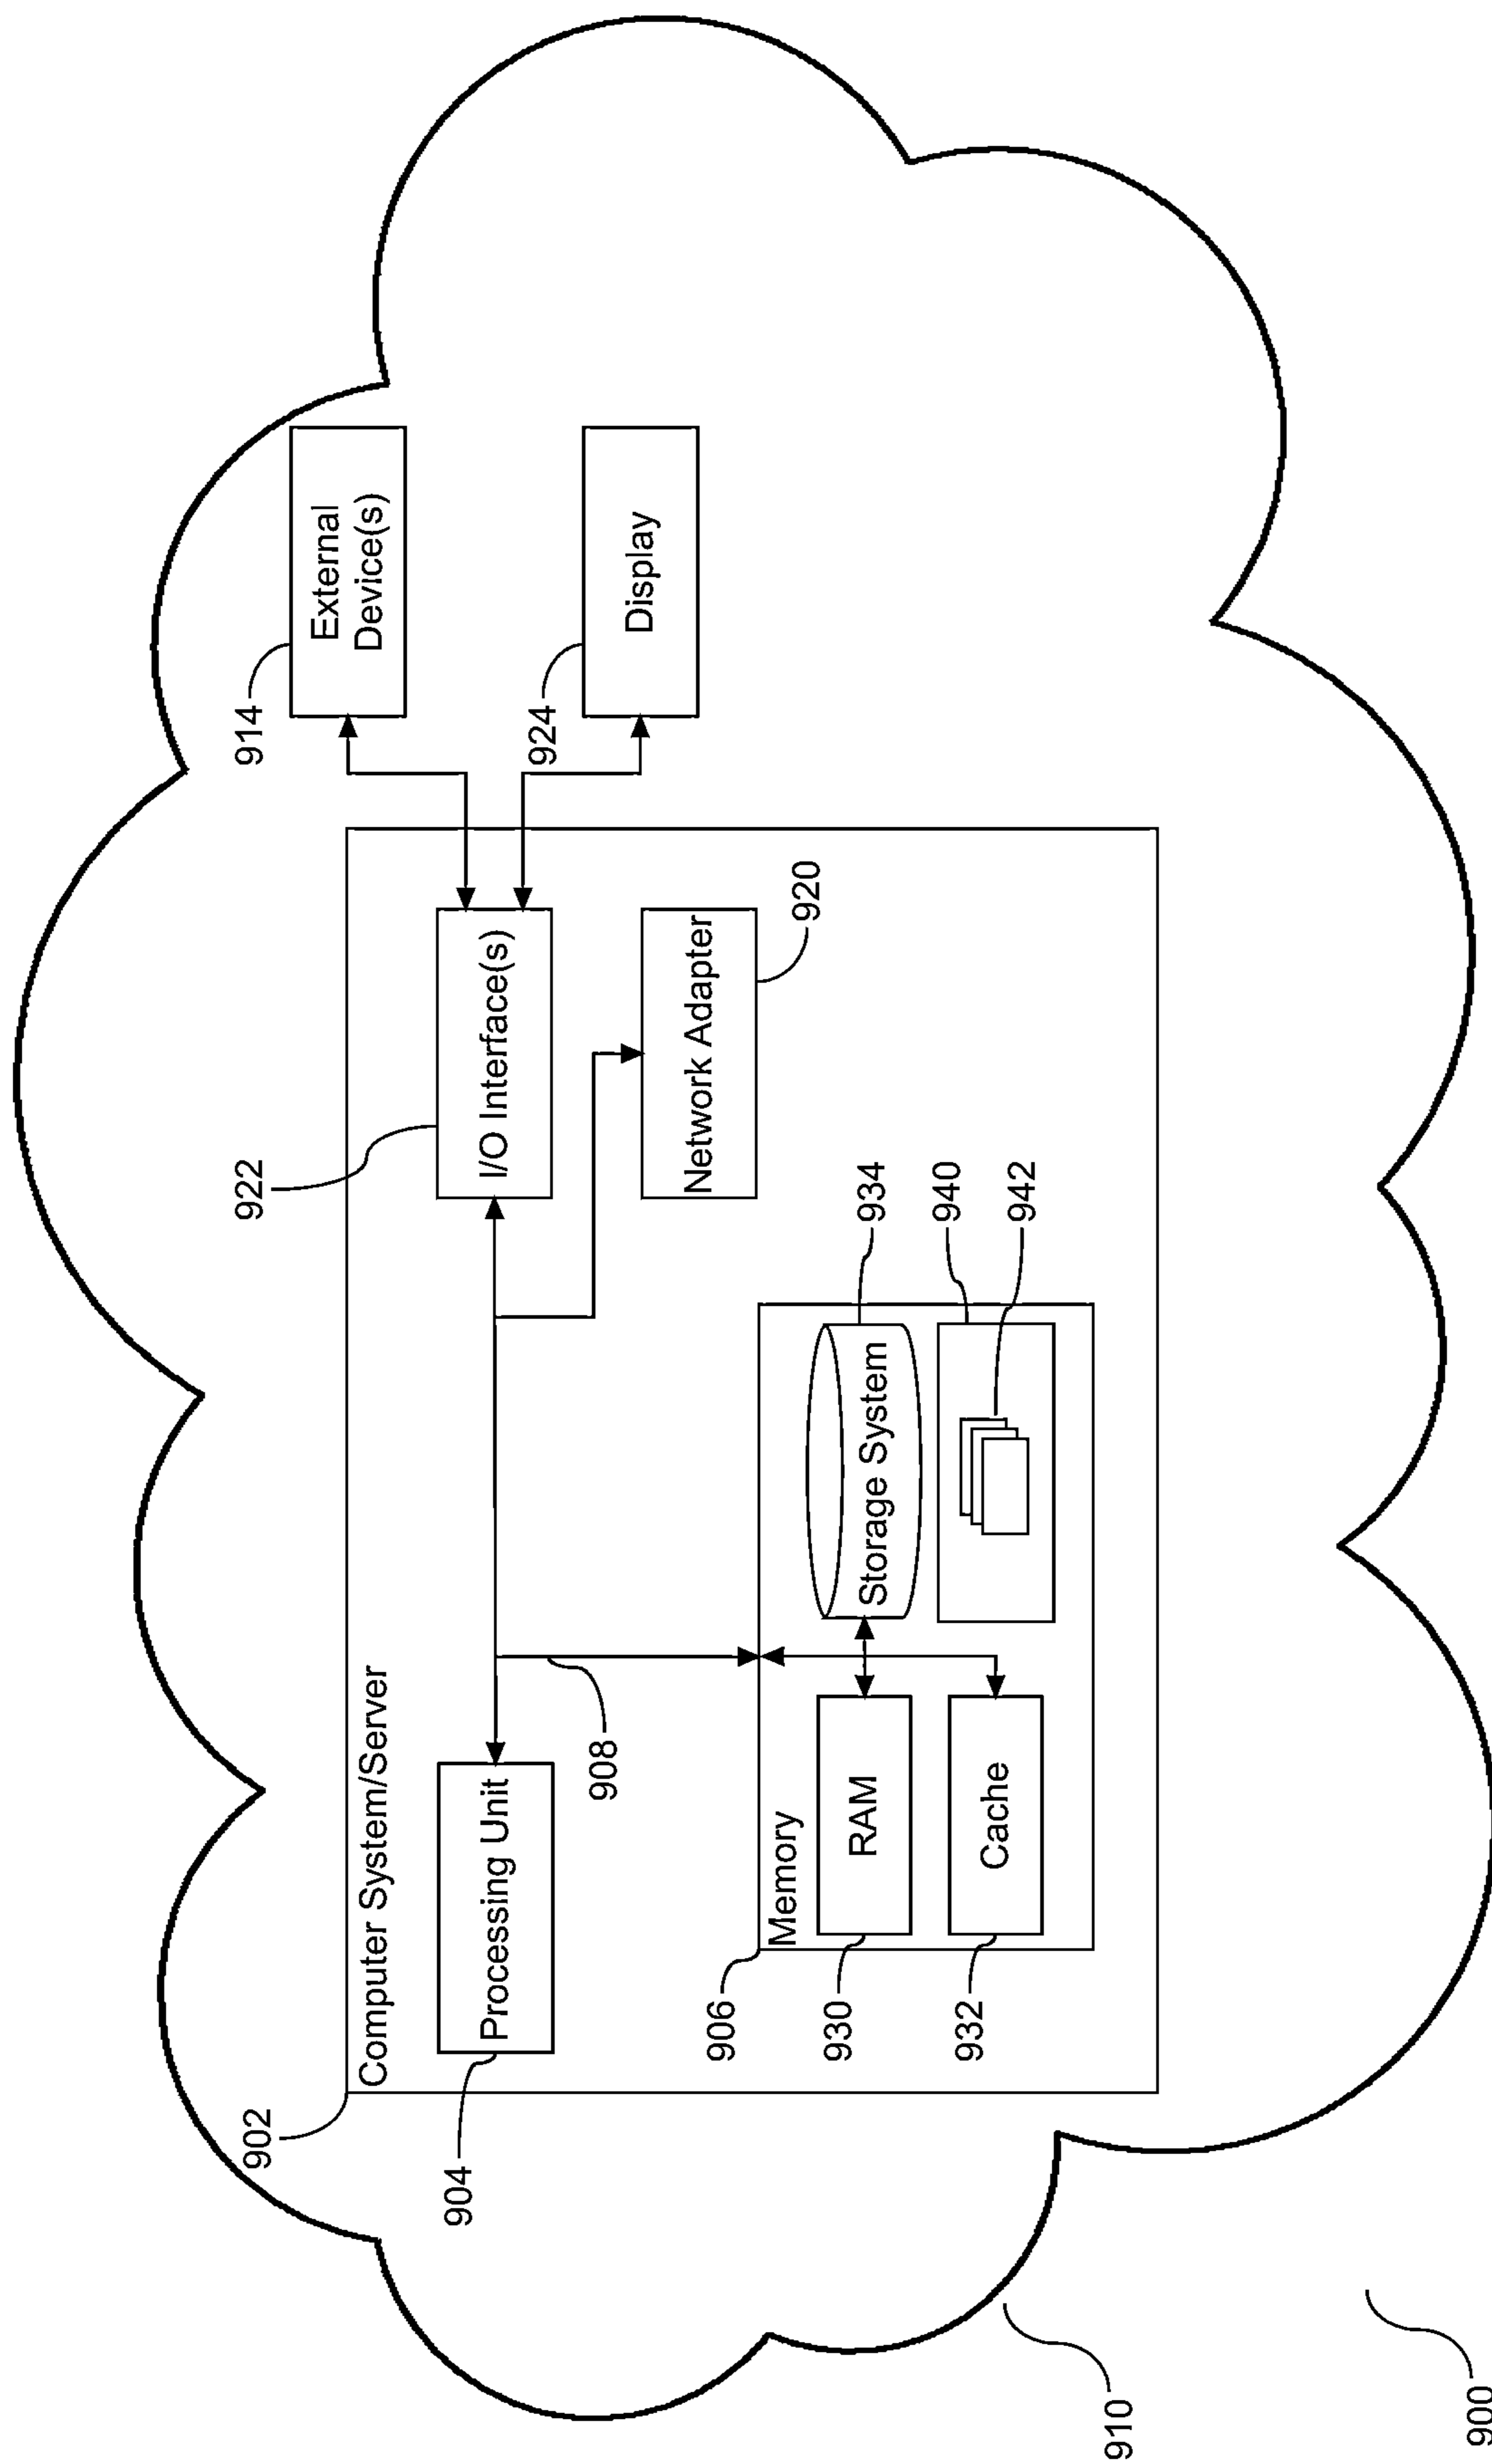 902
Computer System/Server
904
Processing Unit
908
922
I/O Interface(s)
914
External
Device(s)
924
Display
Network Adapter
920
906
Memory
930
RAM
Storage System
934
932
Cache
940
942
910
900